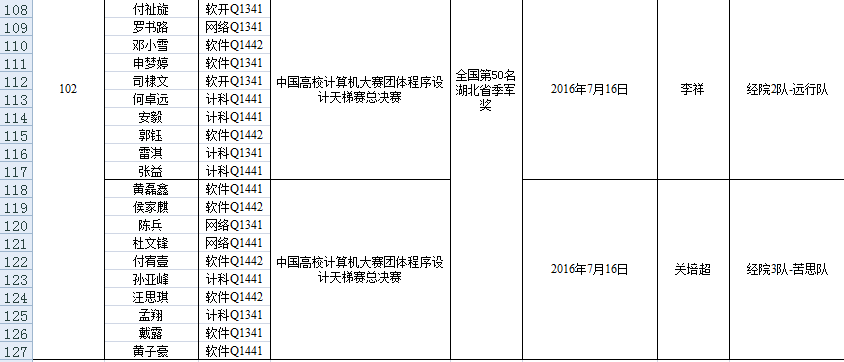 108 付祉旋 软开Q1341
109 罗书路 网络Q1341
110 邓小雪 软件Q1442
111 申梦婷 软开Q1341
112 102 司棣文 软开Q1341 中国高校计算机大赛团体程序设计天梯赛总决赛 全国第50名湖北省季军奖 2016年7月16日 李祥 经院2队-远行队
113 何卓远 计科Q1441
114 安毅 计科Q1441
115 郭钰 软件Q1442
116 雷淇 计科Q1341
117 张益 计科Q1441
118 黄磊鑫 软件Q1441
119 侯家麒 软件Q1442
120 陈兵 网络Q1341
121 杜文锋 网络Q1441
122 付宥壹 软件Q1442 中国高校计算机大赛团体程序设计天梯赛总决赛 2016年7月16日 关培超 经院3队-苦思队
123 孙亚峰 计科Q1441
124 汪思琪 软件Q1442
125 孟翔 计科Q1341
126 戴露 软件Q1341
127 黄子豪 软件Q1441